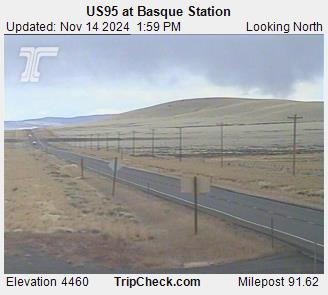 US95 at Basque Station
Updated: Nov 14 2024 1:59 PM Looking North
Elevation 4460 TripCheck.com Milepost 91.62